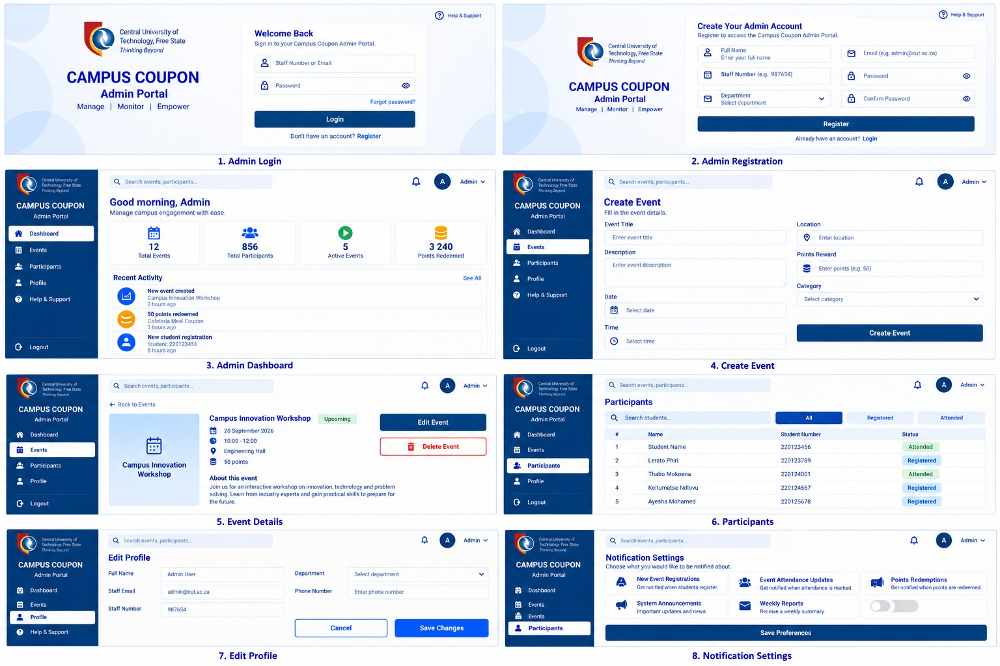 Help & Support
Central University of
Technology, Free State
Thinking Beyond
CAMPUS COUPON
Admin Portal
Manage | Monitor | Empower
Welcome Back
Sign in to your Campus Coupon Admin Portal.
Staff Number or Email
Password
Forgot password?
Login
Don't have an account? Register
1. Admin Login
Help & Support
Central University of
Technology, Free State
Thinking Beyond
CAMPUS COUPON
Admin Portal
Manage | Monitor | Empower
Create Your Admin Account
Register to access the Campus Coupon Admin Portal.
Full Name
Enter your full name
Email (e.g. admin@cut.ac.za)
Staff Number (e.g. 987654)
Password
Department
Select department
Confirm Password
Register
Already have an account? Login
2. Admin Registration
Central University of
Technology, Free State
Thinking Beyond
CAMPUS COUPON
Admin Portal
Dashboard
Events
Participants
Profile
Help & Support
Logout
Search events, participants...
A
Admin
Good morning, Admin
Manage campus engagement with ease.
12
Total Events
856
Total Participants
5
Active Events
3 240
Points Redeemed
Recent Activity
See All
New event created
Campus Innovation Workshop
2 hours ago
50 points redeemed
Cafeteria Meal Coupon
3 hours ago
New student registration
Student: 220123456
5 hours ago
3. Admin Dashboard
Central University of
Technology, Free State
Thinking Beyond
CAMPUS COUPON
Admin Portal
Dashboard
Events
Participants
Profile
Help & Support
Logout
Search events, participants...
A
Admin
Create Event
Fill in the event details.
Event Title
Enter event title
Description
Enter event description
Date
Select date
Time
Select time
Location
Enter location
Points Reward
Enter points (e.g. 50)
Category
Select category
Create Event
4. Create Event
Central University of
Technology, Free State
Thinking Beyond
CAMPUS COUPON
Admin Portal
Dashboard
Events
Participants
Profile
Logout
Search events, participants...
A
Admin
Back to Events
Campus Innovation
Workshop
Campus Innovation Workshop
Upcoming
20 September 2026
10:00 - 12:00
Engineering Hall
50 points
About this event
Join us for an interactive workshop on innovation, technology and problem
solving. Learn from industry experts and gain practical skills to prepare for
the future.
Edit Event
Delete Event
5. Event Details
Central University of
Technology, Free State
Thinking Beyond
CAMPUS COUPON
Admin Portal
Dashboard
Events
Participants
Profile
Logout
Search events, participants...
A
Admin
Participants
Search students...
All
Registered
Attended
# Name Student Number Status
1 Student Name 220123456 Attended
2 Lerato Phiri 220123789 Registered
3 Thabo Mokoena 220124001 Attended
4 Keitumetse Ndlovu 220124667 Registered
5 Ayesha Mohamed 220125678 Registered
6. Participants
Central University of
Technology, Free State
Thinking Beyond
CAMPUS COUPON
Admin Portal
Dashboard
Events
Profile
Help & Support
Search events, participants...
A
Admin
Edit Profile
Full Name
Admin User
Staff Email
admin@cut.ac.za
Staff Number
987654
Department
Select department
Phone Number
Enter phone number
Cancel
Save Changes
7. Edit Profile
Central University of
Technology, Free State
Thinking Beyond
CAMPUS COUPON
Admin Portal
Dashboard
Events
Events
Participants
Search events, participants...
A
Admin
Notification Settings
Choose what you would like to be notified about.
New Event Registrations
Get notified when students register.
Event Attendance Updates
Get notified when attendance is marked.
Points Redemptions
Get notified when points are redeemed.
System Announcements
Important updates and news.
Weekly Reports
Receive a weekly summary.
Save Preferences
8. Notification Settings